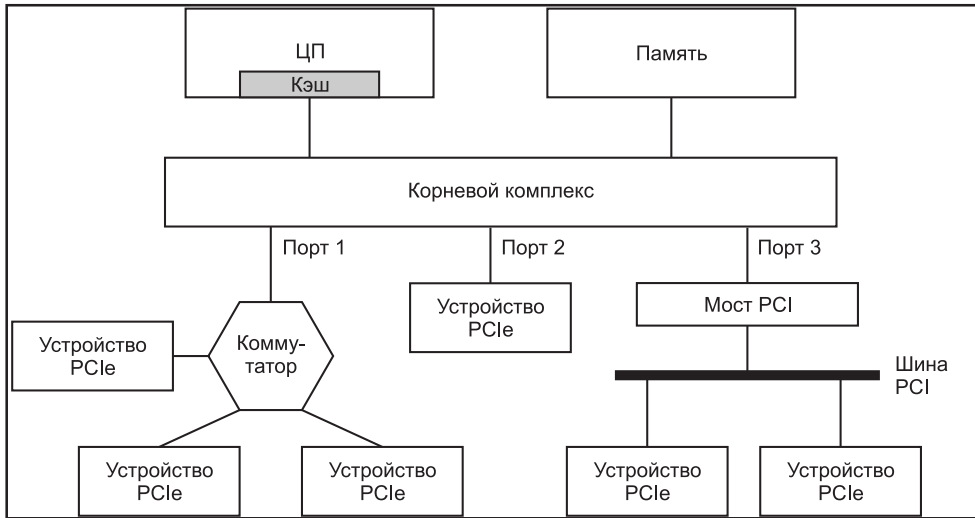 ЦП
Кэш
Память
Корневой комплекс
Порт 1
Порт 2
Порт 3
Устройство
PCIe
Комму-
татор
Устройство
PCIe
Мост PCI
Шина
PCI
Устройство
PCIe
Устройство
PCIe
Устройство
PCIe
Устройство
PCIe